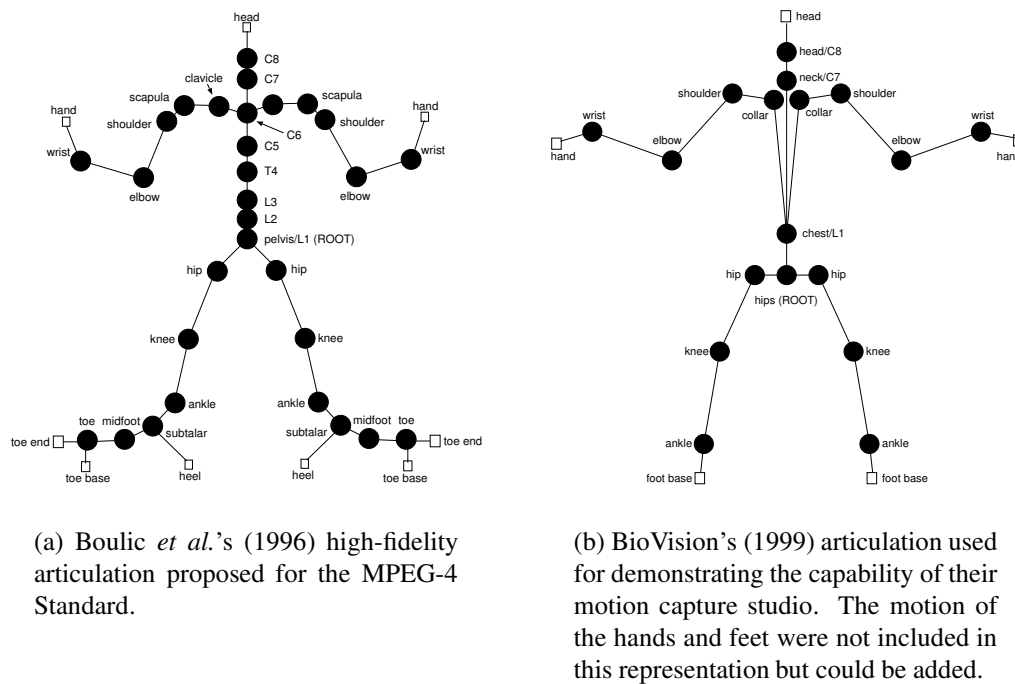 head
C8
C7
clavicle
scapula
scapula
hand
hand
shoulder
shoulder
C6
wrist
wrist
C5
T4
elbow
elbow
L3
L2
pelvis/L1 (ROOT)
hip
hip
knee
knee
ankle
ankle
toe
midfoot
midfoot
toe
subtalar
subtalar
toe end
toe end
heel
heel
toe base
toe base
(a) Boulic et al.'s (1996) high-fidelity
articulation proposed for the MPEG-4
Standard.
head
head/C8
neck/C7
shoulder
shoulder
collar
collar
wrist
wrist
elbow
elbow
hand
han
chest/L1
hip
hip
hips (ROOT)
knee
knee
ankle
ankle
foot base
foot base
(b) BioVision's (1999) articulation used
for demonstrating the capability of their
motion capture studio. The motion of
the hands and feet were not included in
this representation but could be added.